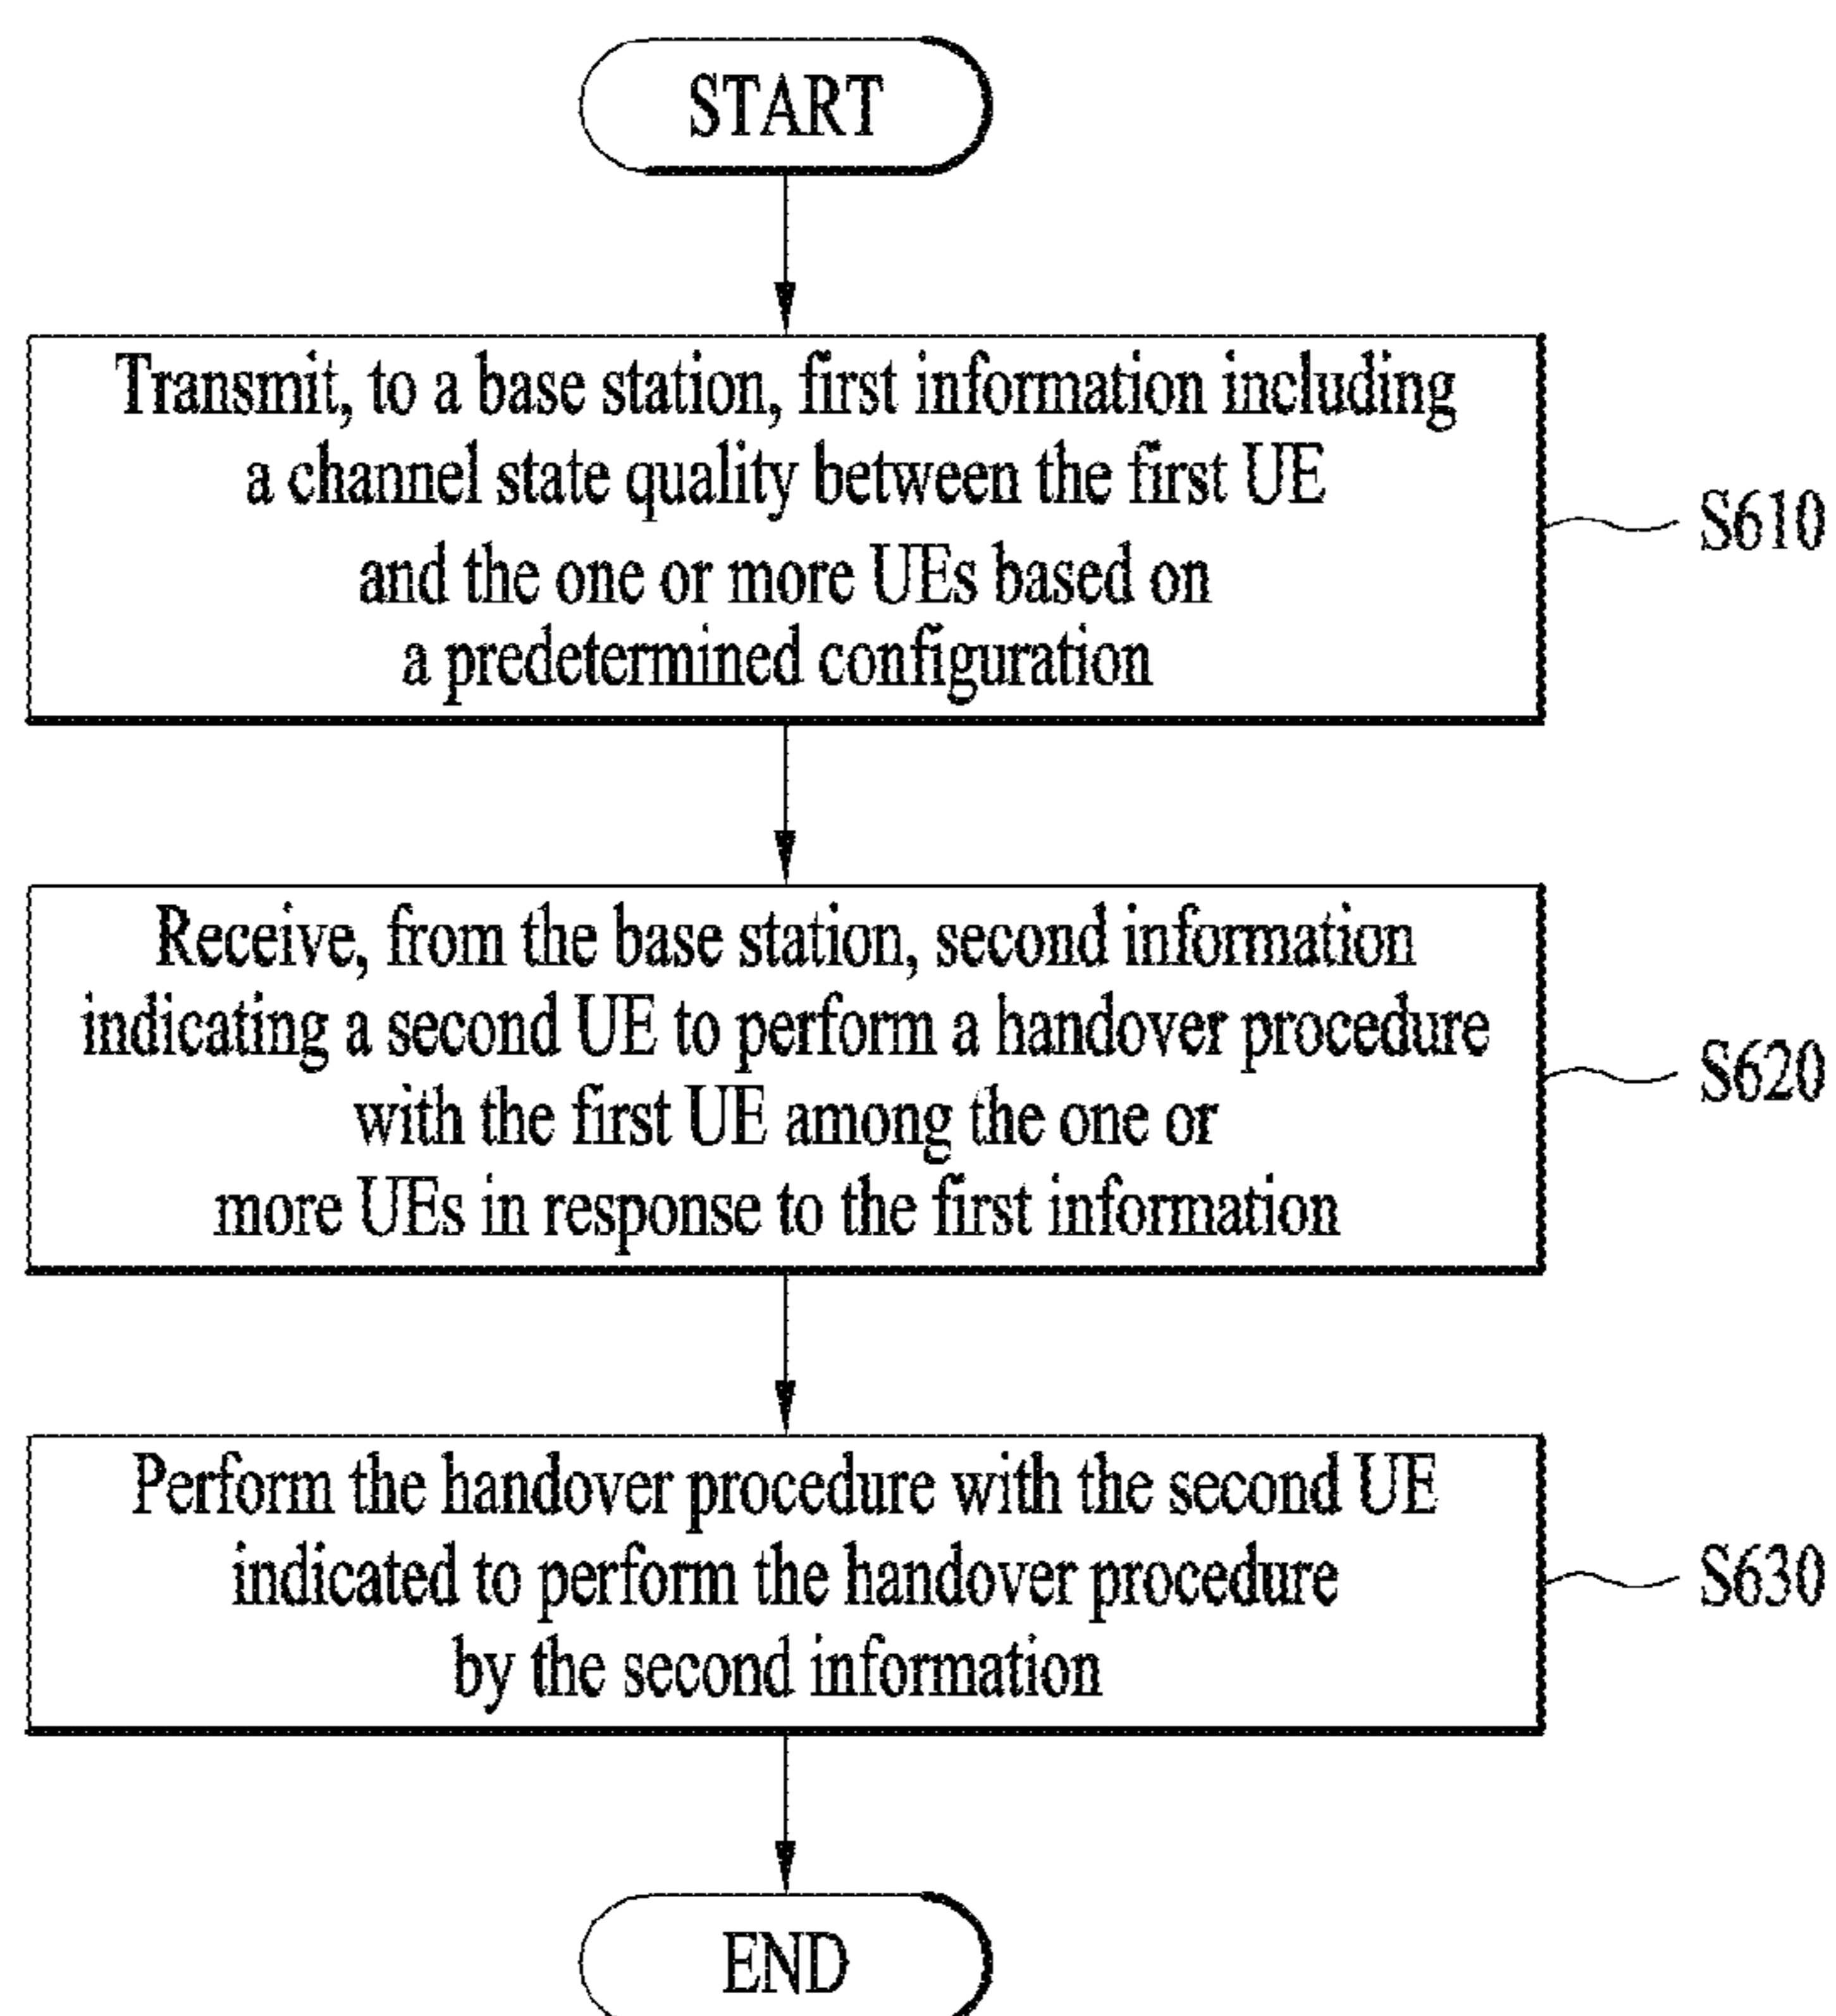 START
Transmit, to a base station, first information including
a channel state quality between the first UE
and the one or more UEs based on
a predetermined configuration
S610
Receive, from the base station, second information
indicating a second UE to perform a handover procedure
with the first UE among the one or
more UEs in response to the first information
S620
Perform the handover procedure with the second UE
indicated to perform the handover procedure
by the second information
S630
END